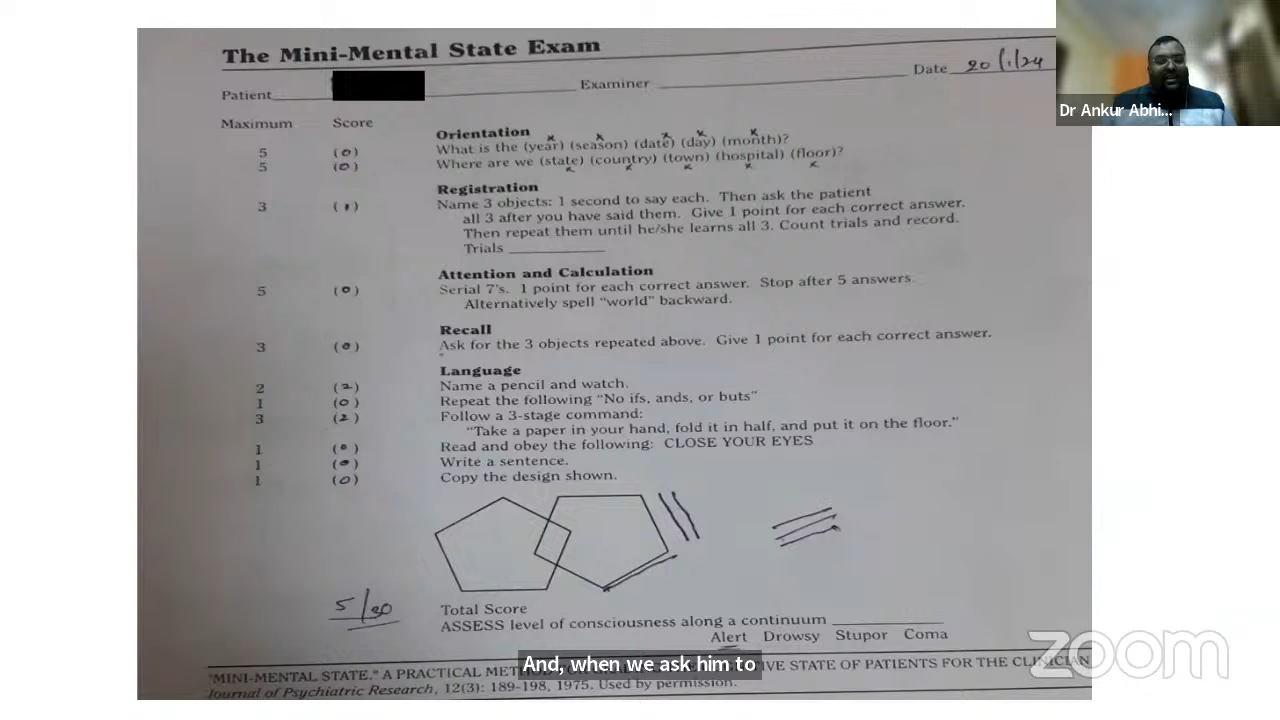 The Mini-Mental State Exam
Patient Examiner Date 20/1/24
Maximum Score
Orientation
5 (0) What is the (year) (season) (date) (day) (month)?
5 (0) Where are we (state) (country) (town) (hospital) (floor)?
Registration
3 (1) Name 3 objects: 1 second to say each. Then ask the patient
all 3 after you have said them. Give 1 point for each correct answer.
Then repeat them until he/she learns all 3. Count trials and record.
Trials
Attention and Calculation
5 (0) Serial 7's. 1 point for each correct answer. Stop after 5 answers.
Alternatively spell "world" backward.
Recall
3 (0) Ask for the 3 objects repeated above. Give 1 point for each correct answer.
Language
2 (2) Name a pencil and watch.
1 (0) Repeat the following "No ifs, ands, or buts"
3 (2) Follow a 3-stage command:
"Take a paper in your hand, fold it in half, and put it on the floor."
1 (0) Read and obey the following: CLOSE YOUR EYES
1 (0) Write a sentence.
1 (0) Copy the design shown.
5/30 Total Score
ASSESS level of consciousness along a continuum
Alert Drowsy Stupor Coma
"MINI-MENTAL STATE." A PRACTICAL STATE OF PATIENTS FOR THE CLINICIAN
Journal of Psychiatric Research, 12(3): 189-198, 1975. Used by permission.
And, when we ask him to
Dr Ankur Abhi...
zoom